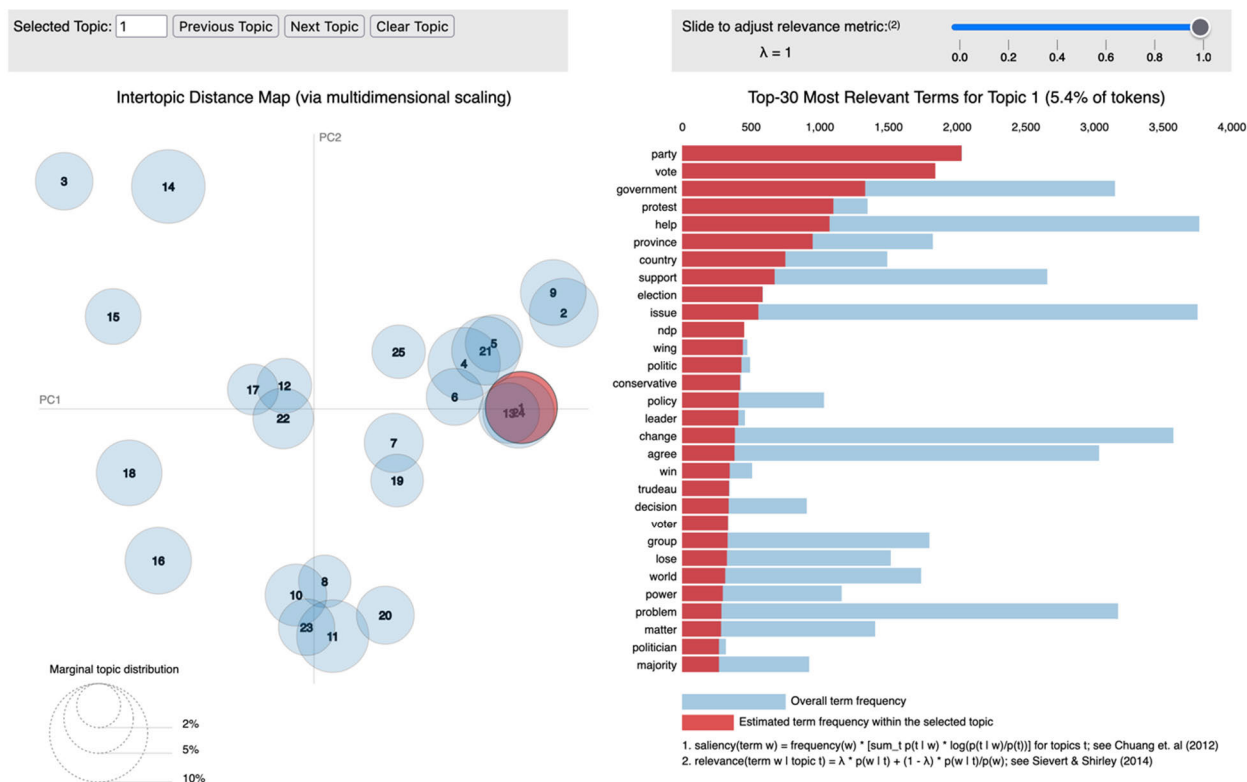 Selected Topic: 1 Previous Topic Next Topic Clear Topic
Slide to adjust relevance metric:(2)
λ = 1
0.0 0.2 0.4 0.6 0.8 1.0
Intertopic Distance Map (via multidimensional scaling)
PC2
PC1
3
14
15
9
2
5
21
4
25
6
1
13
24
17
12
22
7
19
18
16
8
10
20
23
11
Marginal topic distribution
2%
5%
10%
Top-30 Most Relevant Terms for Topic 1 (5.4% of tokens)
0 500 1,000 1,500 2,000 2,500 3,000 3,500 4,000
party
vote
government
protest
help
province
country
support
election
issue
ndp
wing
politic
conservative
policy
leader
change
agree
win
trudeau
decision
voter
group
lose
world
power
problem
matter
politician
majority
Overall term frequency
Estimated term frequency within the selected topic
1. saliency(term w) = frequency(w) * [sum_t p(t | w) * log(p(t | w)/p(t))] for topics t; see Chuang et. al (2012)
2. relevance(term w | topic t) = λ * p(w | t) + (1 - λ) * p(w | t)/p(w); see Sievert & Shirley (2014)